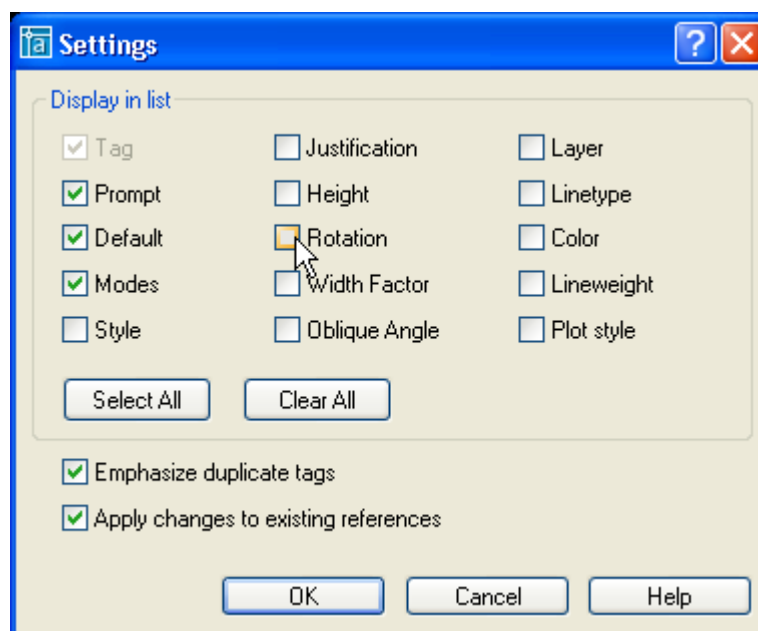 Settings
Display in list
Tag Justification Layer
Prompt Height Linetype
Default Rotation Color
Modes Width Factor Lineweight
Style Oblique Angle Plot style
Select All Clear All
Emphasize duplicate tags
Apply changes to existing references
OK Cancel Help